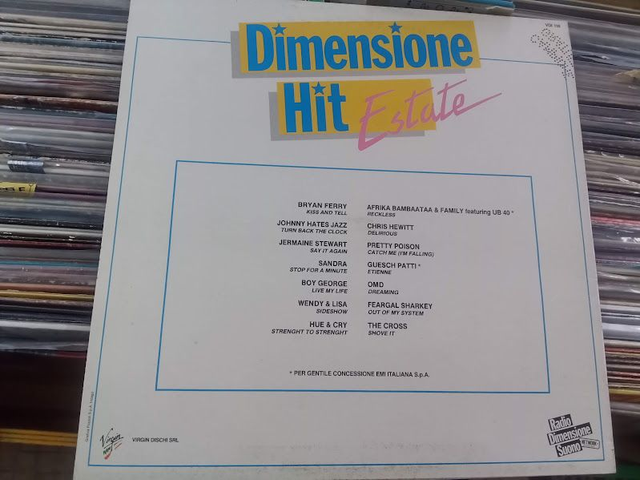 Dimensione
Hit Estate
BRYAN FERRY
KISS AND TELL
JOHNNY HATES JAZZ
TURN BACK THE CLOCK
JERMAINE STEWART
SAY IT AGAIN
SANDRA
STOP FOR A MINUTE
BOY GEORGE
LIVE MY LIFE
WENDY & LISA
SIDESHOW
HUE & CRY
STRENGHT TO STRENGHT
AFRIKA BAMBAATAA & FAMILY featuring UB 40 *
RECKLESS
CHRIS HEWITT
DELIRIOUS
PRETTY POISON
CATCH ME (I'M FALLING)
GUESCH PATTI *
ETIENNE
OMD
DREAMING
FEARGAL SHARKEY
OUT OF MY SYSTEM
THE CROSS
SHOVE IT
* PER GENTILE CONCESSIONE EMI ITALIANA S.p.A.
Virgin
VIRGIN DISCHI SRL
Radio
Dimensione
Suono
NETWORK